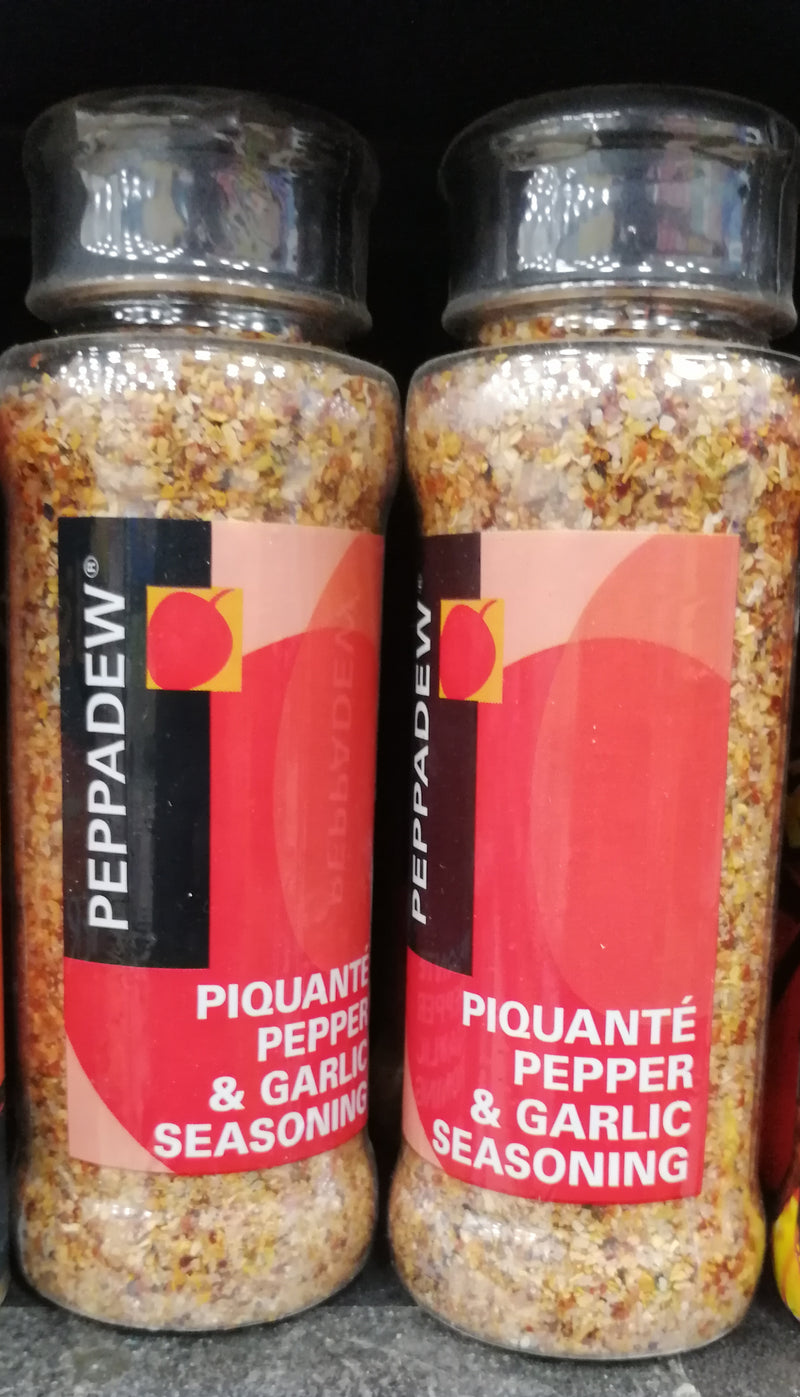 PEPPADEW®
PIQUANTÉ
PEPPER
& GARLIC
SEASONING
PEPPADEW®
PIQUANTÉ
PEPPER
& GARLIC
SEASONING